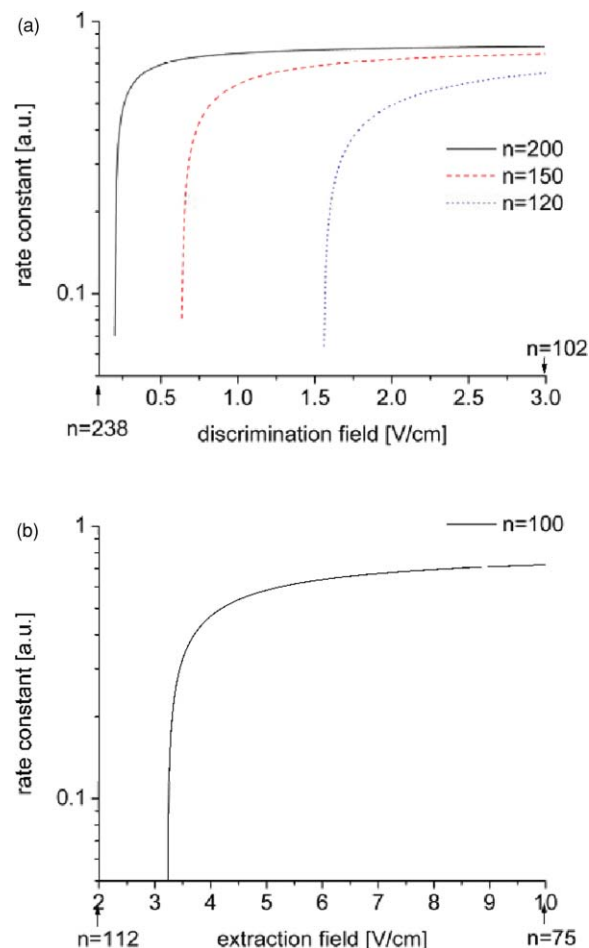 (a)
1
0.1
rate constant [a.u.]
n=200
n=150
n=120
n=102
0.5 1.0 1.5 2.0 2.5 3.0
n=238
discrimination field [V/cm]
(b)
1
0.1
rate constant [a.u.]
n=100
2 3 4 5 6 7 8 9 10
n=112 extraction field [V/cm] n=75